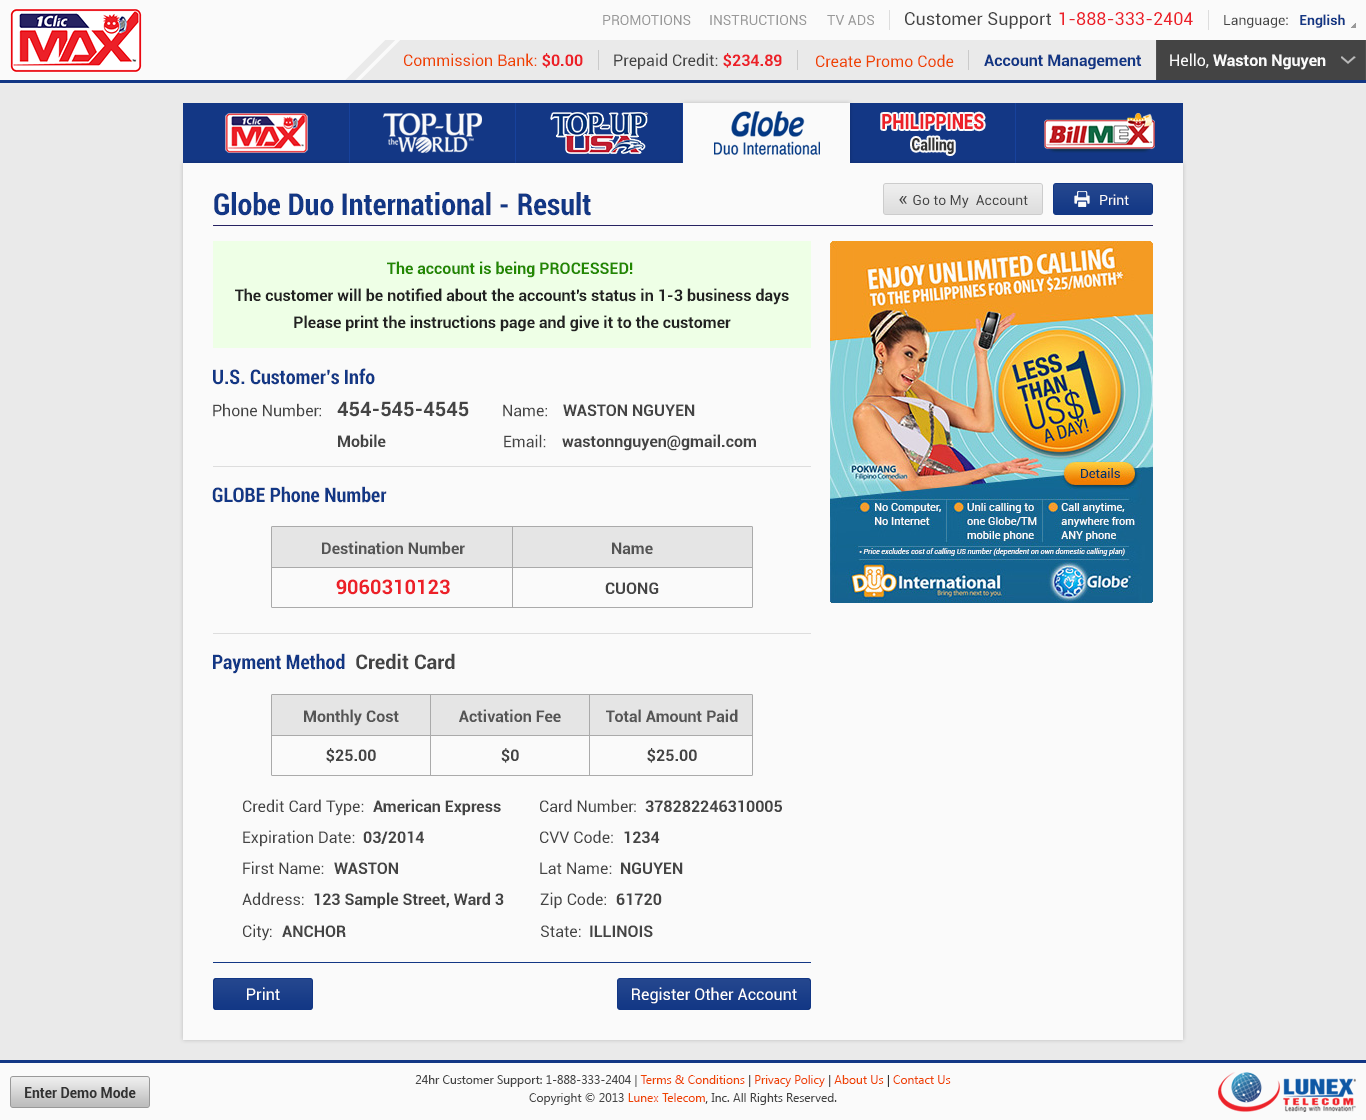 1Clic
MAX
PROMOTIONS INSTRUCTIONS TV ADS Customer Support 1-888-333-2404 Language: English
Commission Bank: $0.00 Prepaid Credit: $234.89 Create Promo Code Account Management Hello, Waston Nguyen
1Clic MAX
TOP-UP the WORLD
TOP-UP USA
Globe
Duo International
PHILIPPINES
Calling
BillMEX
Globe Duo International - Result
« Go to My Account
Print
The account is being PROCESSED!
The customer will be notified about the account's status in 1-3 business days
Please print the instructions page and give it to the customer
U.S. Customer's Info
Phone Number: 454-545-4545 Name: WASTON NGUYEN
Mobile Email: wastonnguyen@gmail.com
GLOBE Phone Number
Destination Number Name
9060310123 CUONG
Payment Method Credit Card
Monthly Cost Activation Fee Total Amount Paid
$25.00 $0 $25.00
Credit Card Type: American Express Card Number: 378282246310005
Expiration Date: 03/2014 CVV Code: 1234
First Name: WASTON Lat Name: NGUYEN
Address: 123 Sample Street, Ward 3 Zip Code: 61720
City: ANCHOR State: ILLINOIS
Print
Register Other Account
ENJOY UNLIMITED CALLING
TO THE PHILIPPINES FOR ONLY $25/MONTH*
LESS
THAN 1
US$
A DAY!
POKWANG
Filipino Comedian
Details
No Computer,
No Internet
Unli calling to
one Globe/TM
mobile phone
Call anytime,
anywhere from
ANY phone
* Price excludes cost of calling US number (dependent on own domestic calling plan)
DUO International
Bring them next to you.
Globe
Enter Demo Mode
24hr Customer Support: 1-888-333-2404 | Terms & Conditions | Privacy Policy | About Us | Contact Us
Copyright © 2013 Lunex Telecom, Inc. All Rights Reserved.
LUNEX
TELECOM
Leading with Innovation!